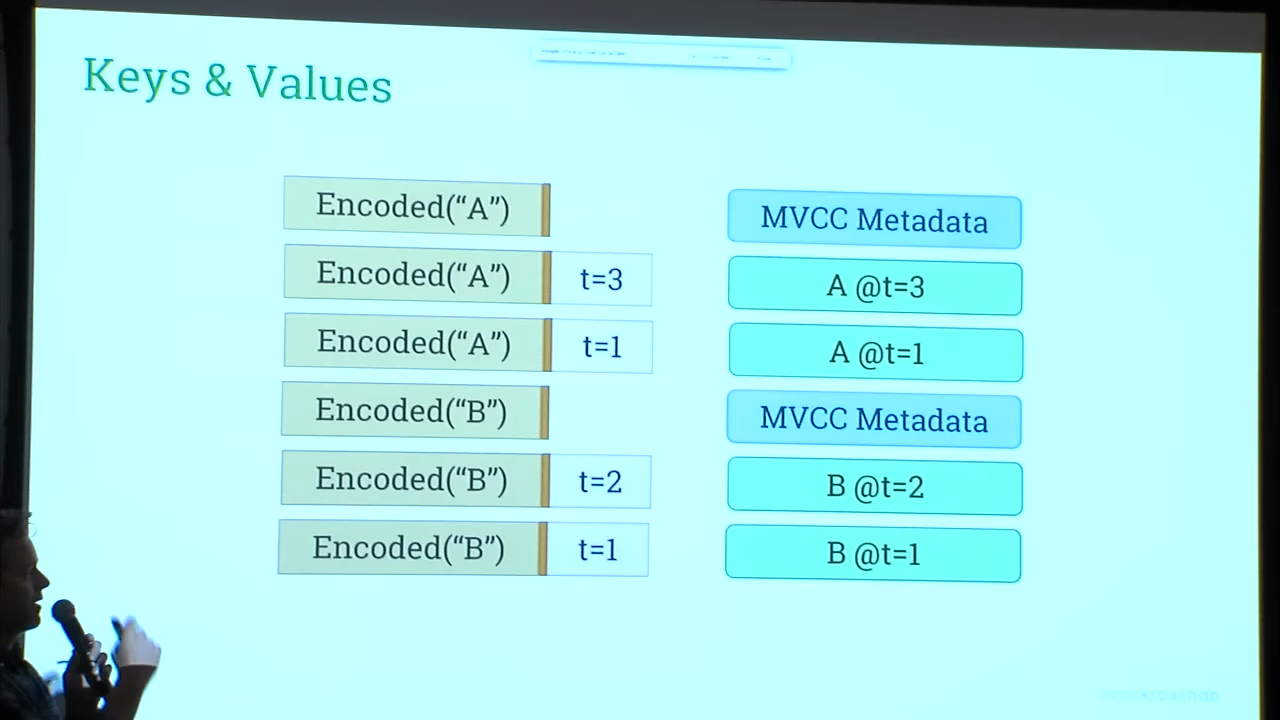 Keys & Values
Encoded(“A”)
MVCC Metadata
Encoded(“A”) t=3
A @t=3
Encoded(“A”) t=1
A @t=1
Encoded(“B”)
MVCC Metadata
Encoded(“B”) t=2
B @t=2
Encoded(“B”) t=1
B @t=1